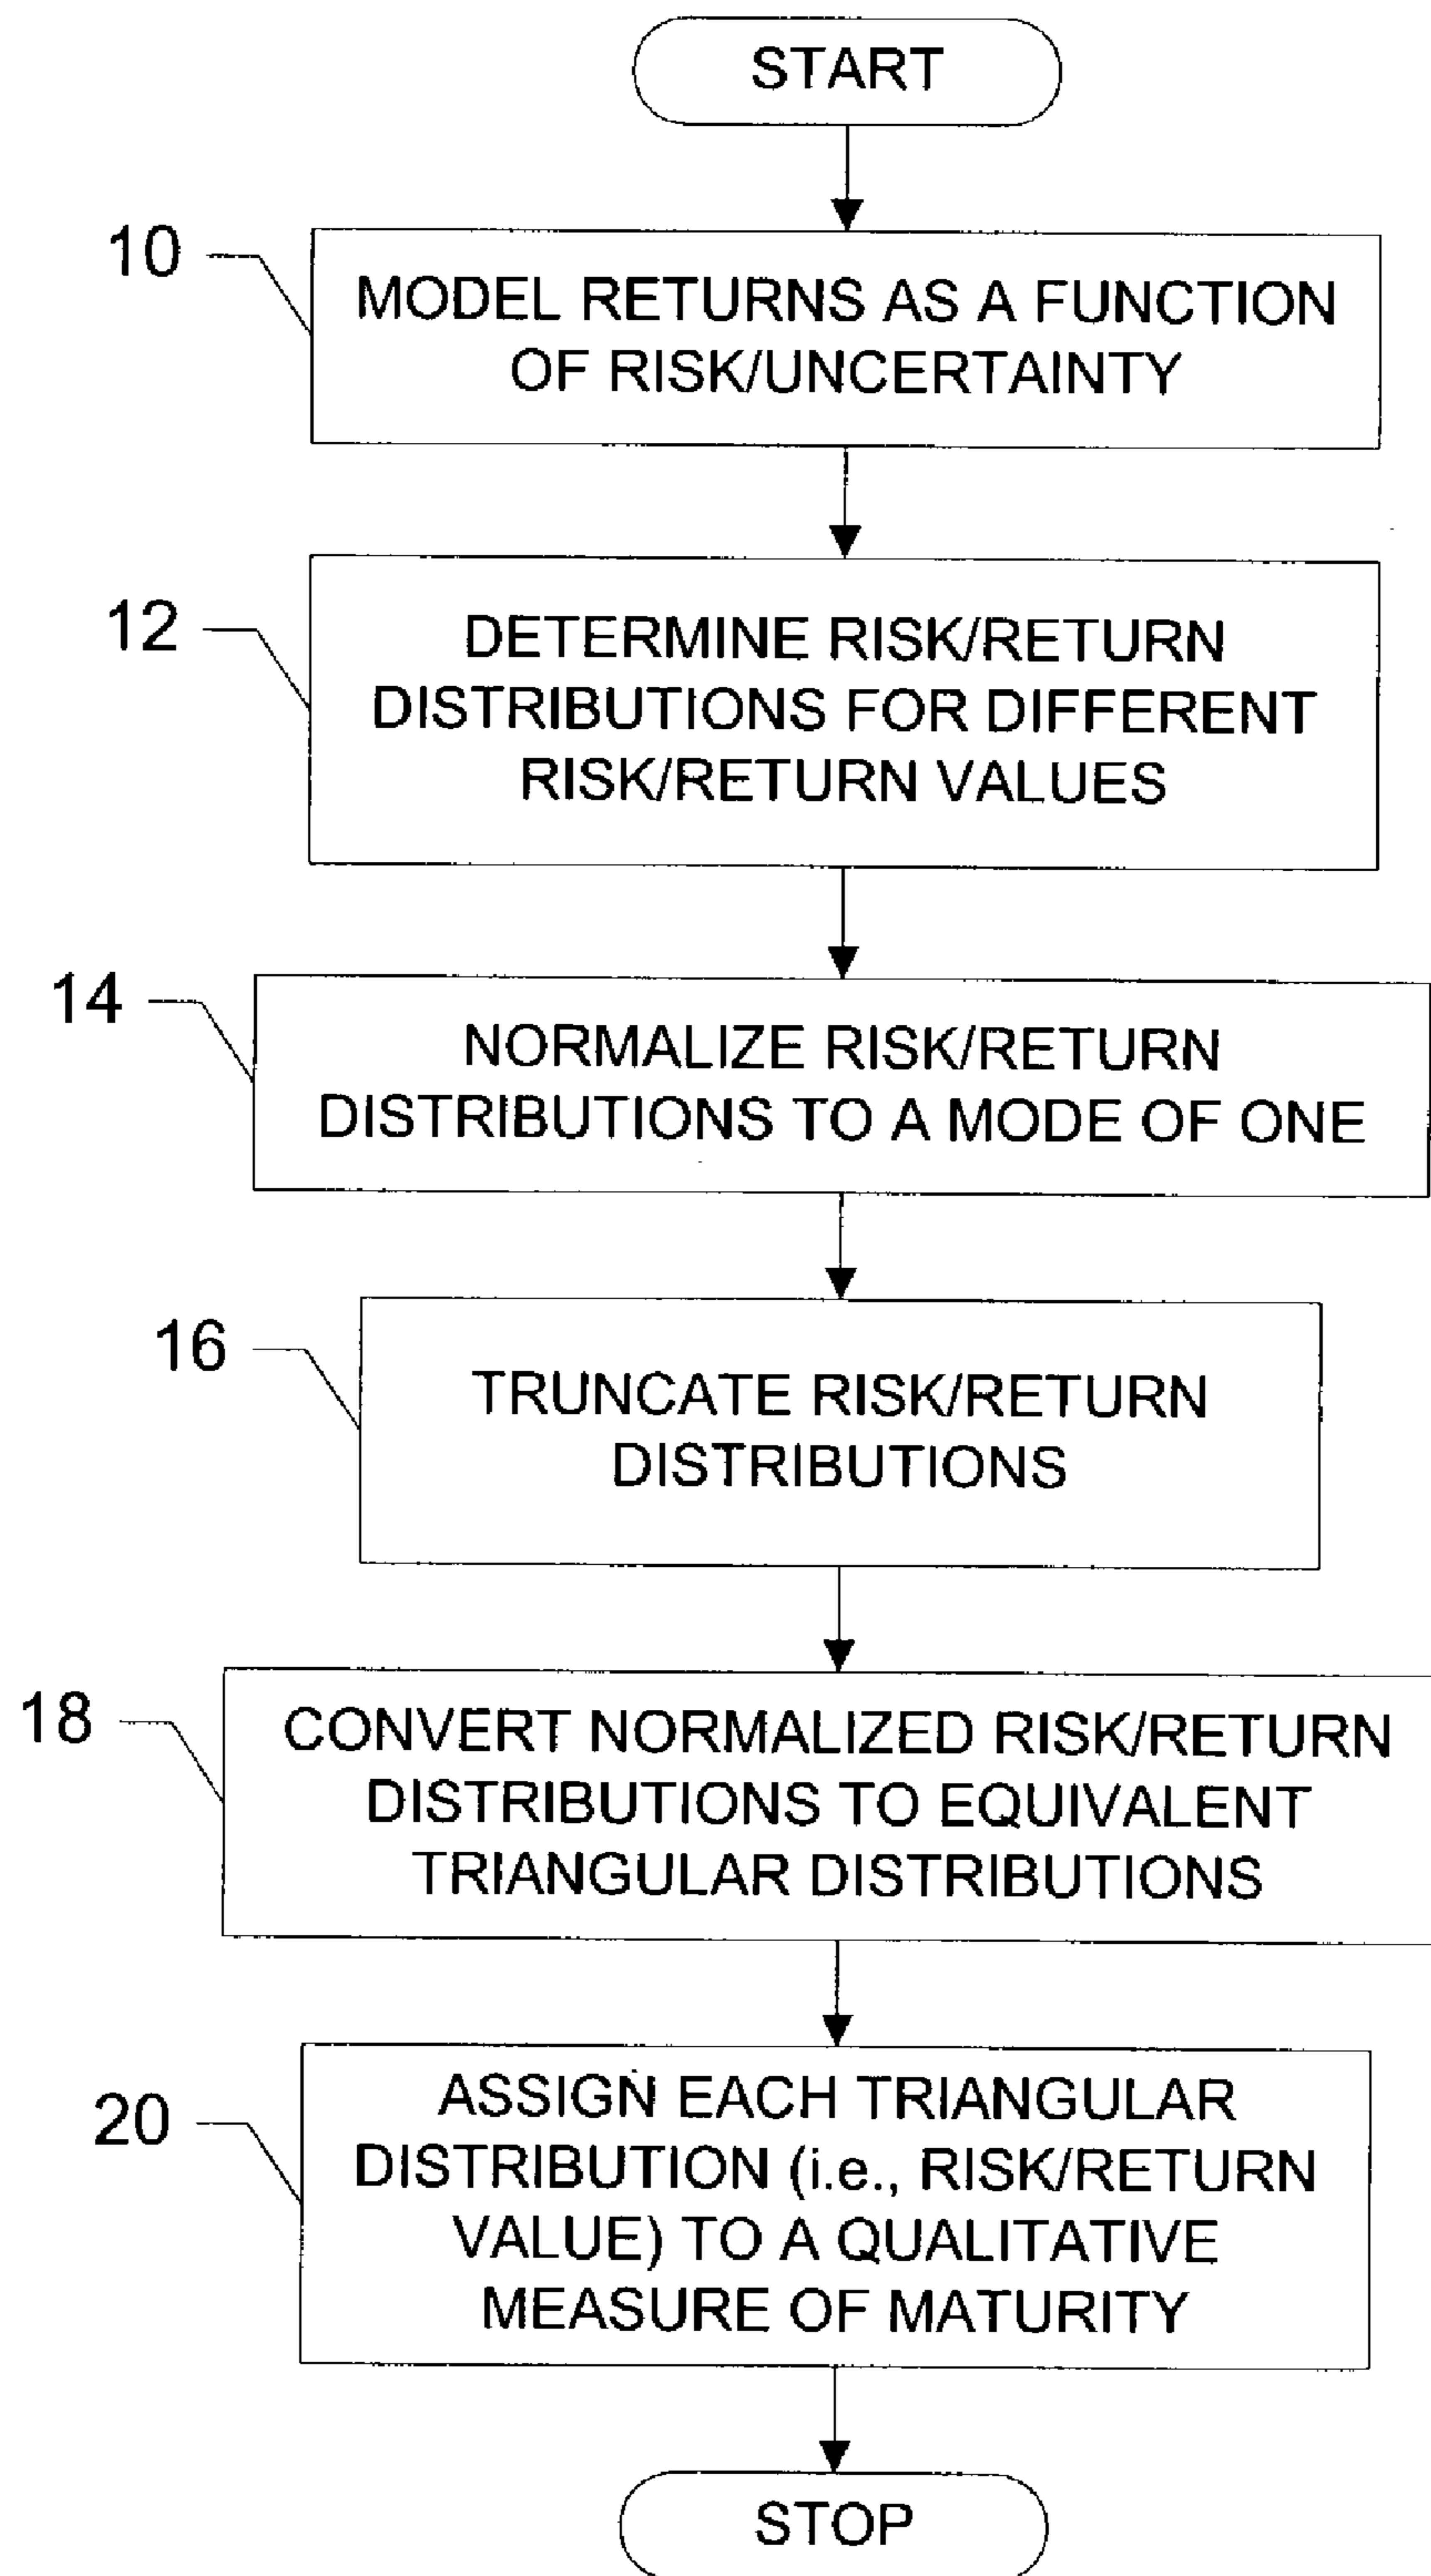 START
10
MODEL RETURNS AS A FUNCTION
OF RISK/UNCERTAINTY
12
DETERMINE RISK/RETURN
DISTRIBUTIONS FOR DIFFERENT
RISK/RETURN VALUES
14
NORMALIZE RISK/RETURN
DISTRIBUTIONS TO A MODE OF ONE
16
TRUNCATE RISK/RETURN
DISTRIBUTIONS
18
CONVERT NORMALIZED RISK/RETURN
DISTRIBUTIONS TO EQUIVALENT
TRIANGULAR DISTRIBUTIONS
20
ASSIGN EACH TRIANGULAR
DISTRIBUTION (i.e., RISK/RETURN
VALUE) TO A QUALITATIVE
MEASURE OF MATURITY
STOP